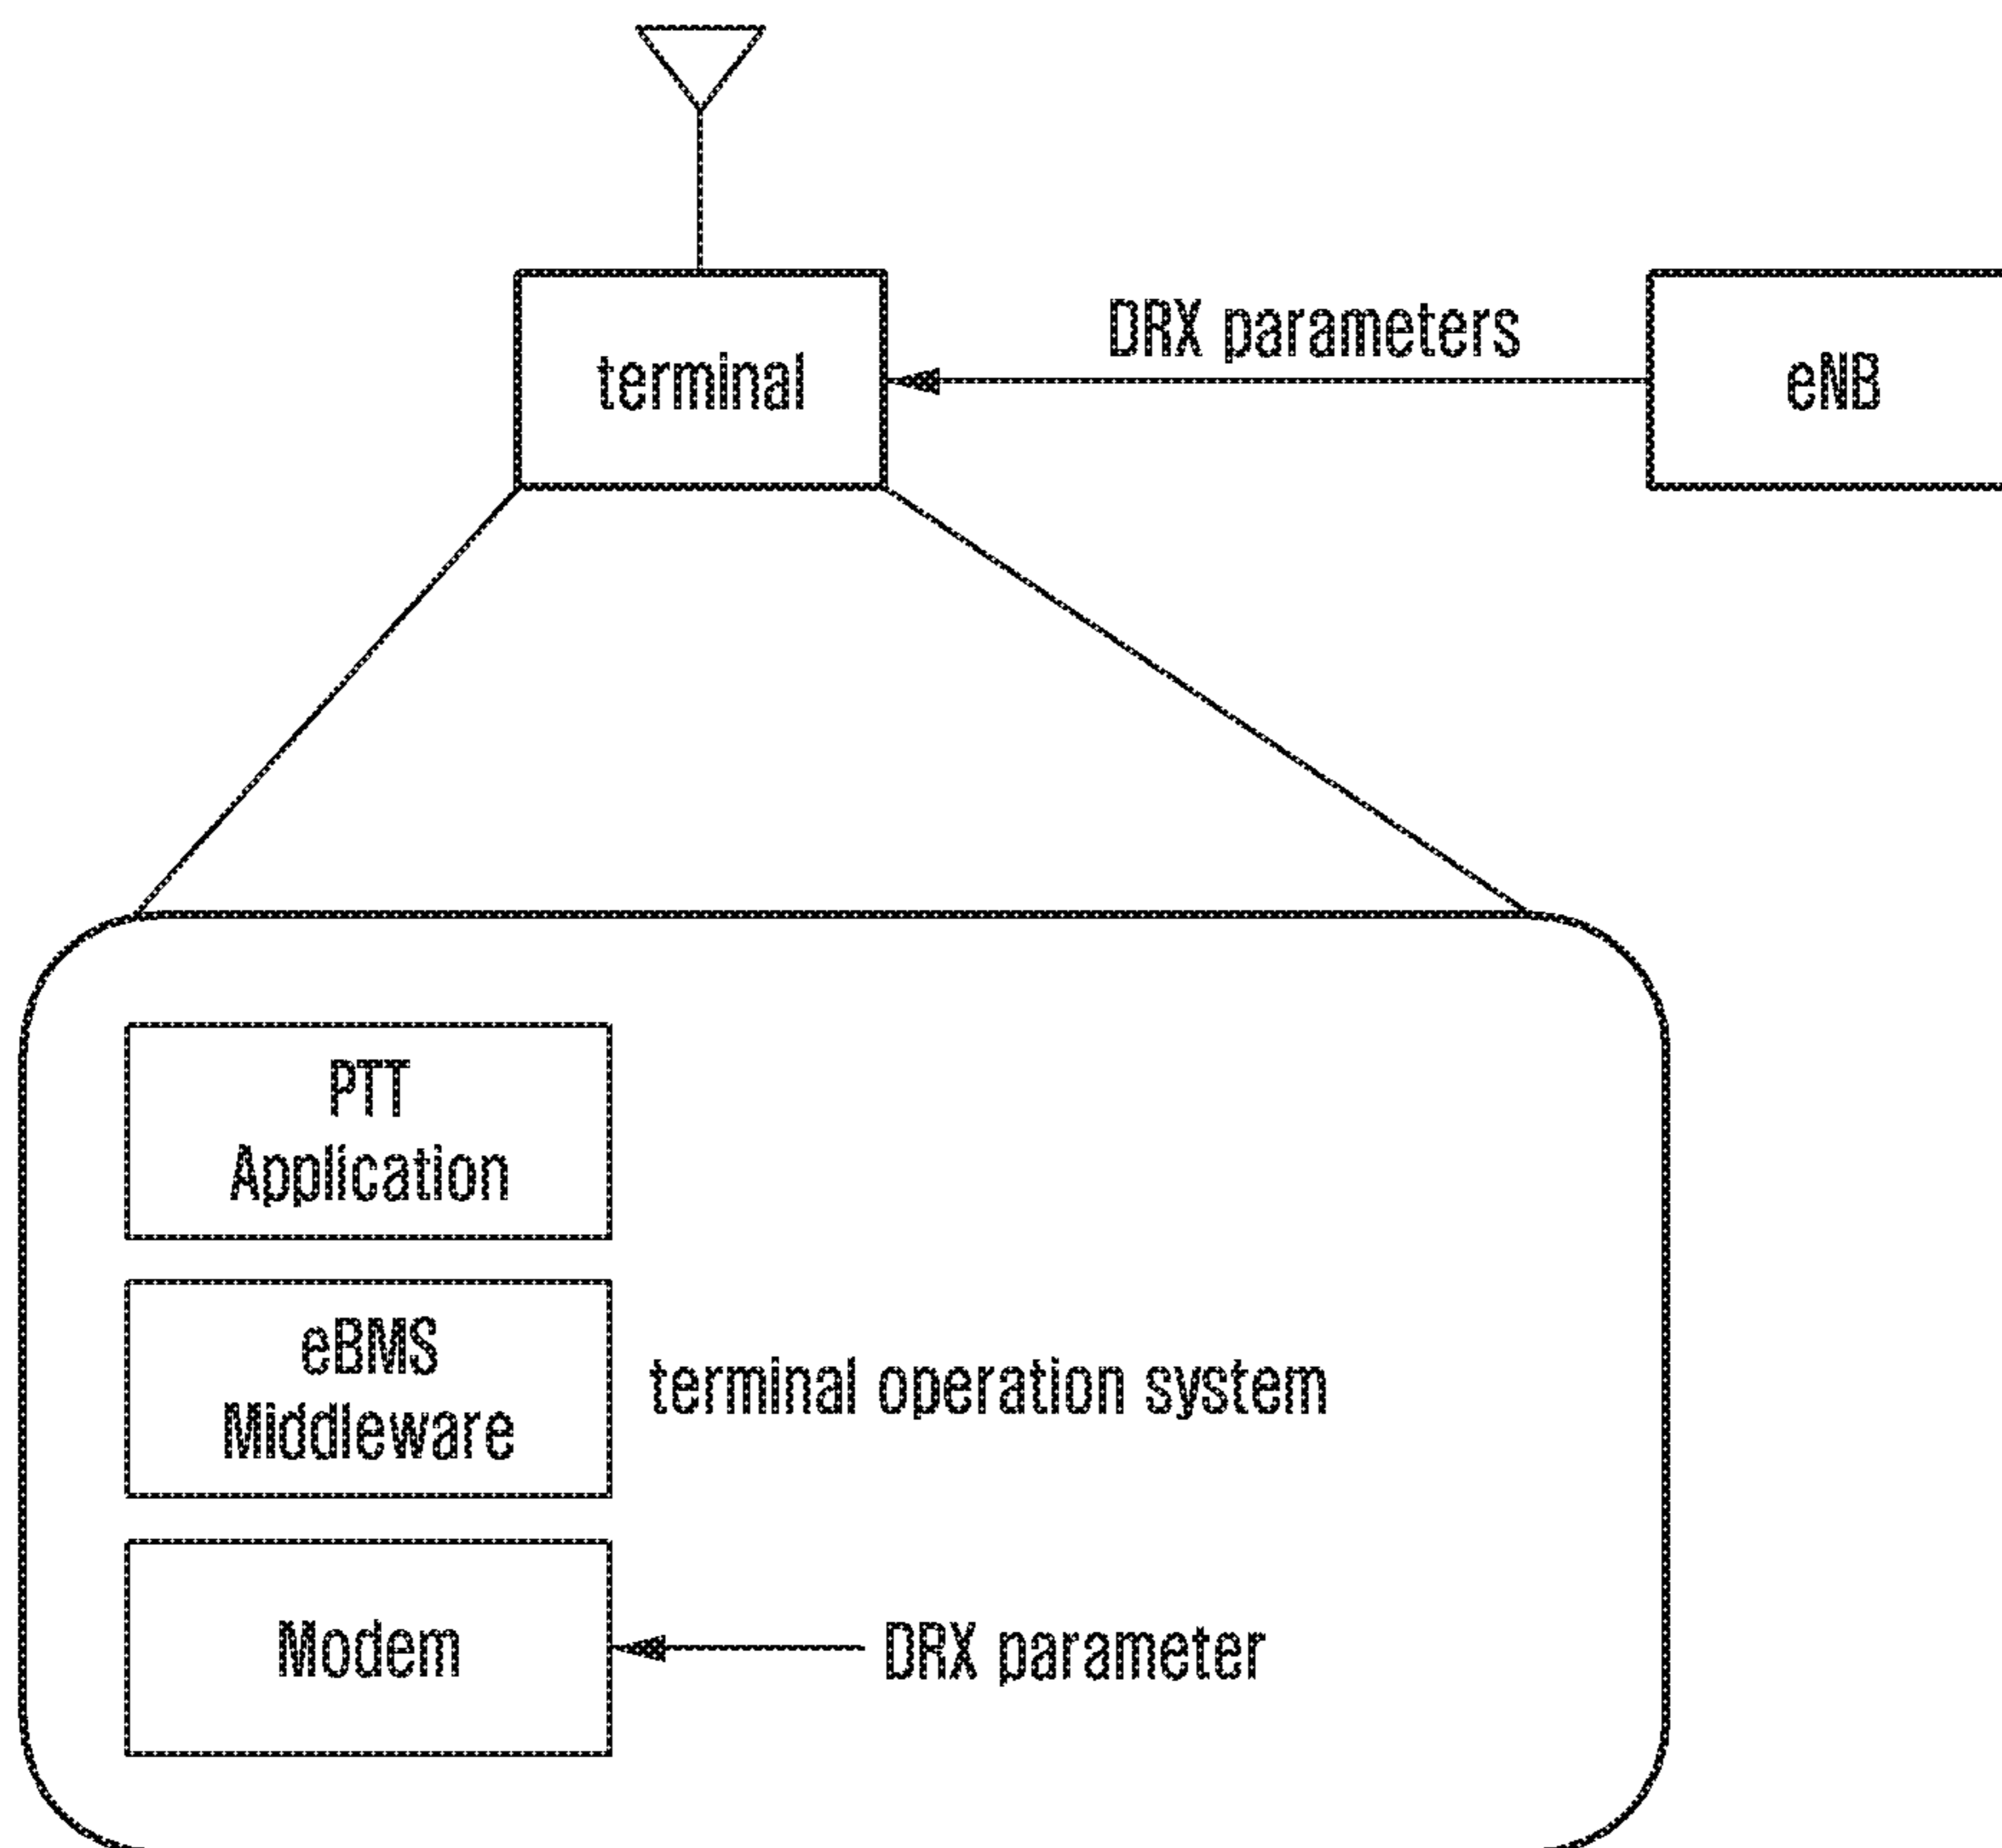 DRX parameters
terminal
eNB
PTT
Application
eBMS
Middleware
terminal operation system
Modem
DRX parameter